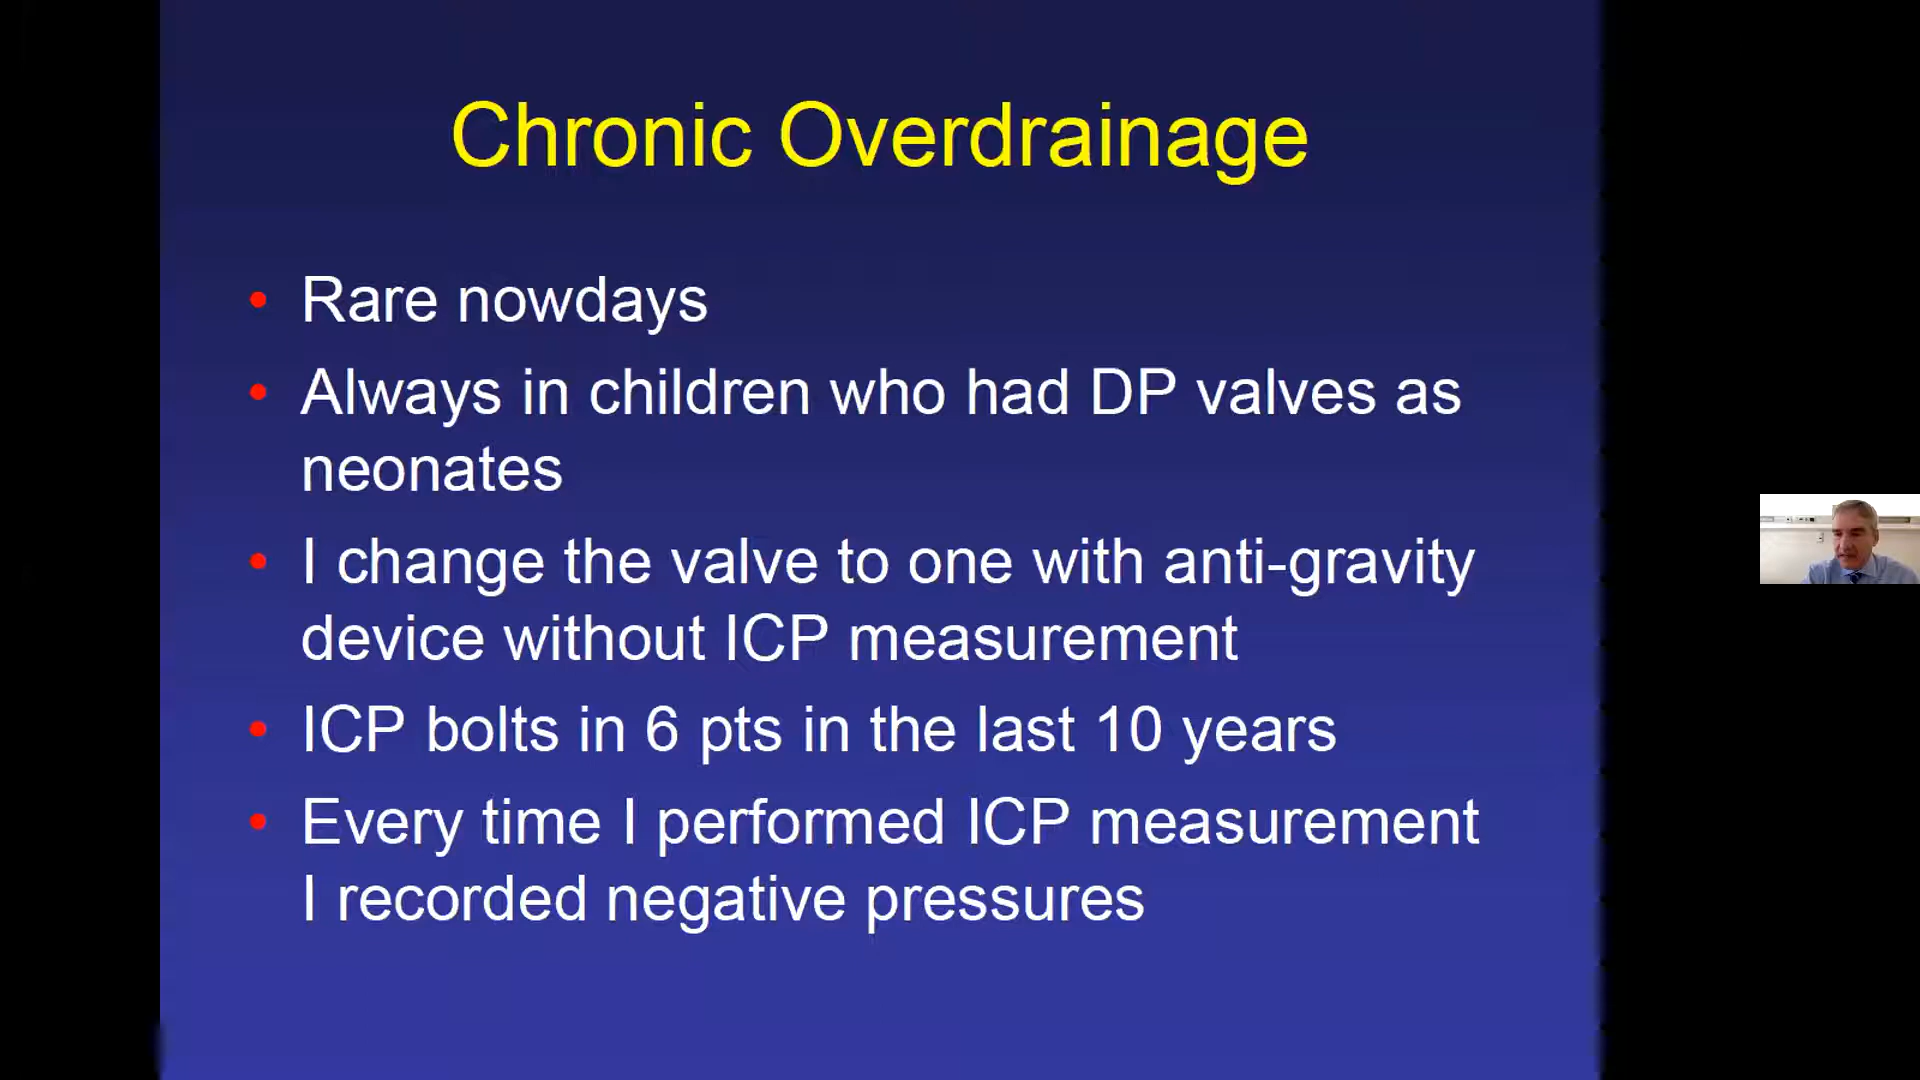 Chronic Overdrainage
• Rare nowdays
• Always in children who had DP valves as
neonates
• I change the valve to one with anti-gravity
device without ICP measurement
• ICP bolts in 6 pts in the last 10 years
• Every time I performed ICP measurement
I recorded negative pressures